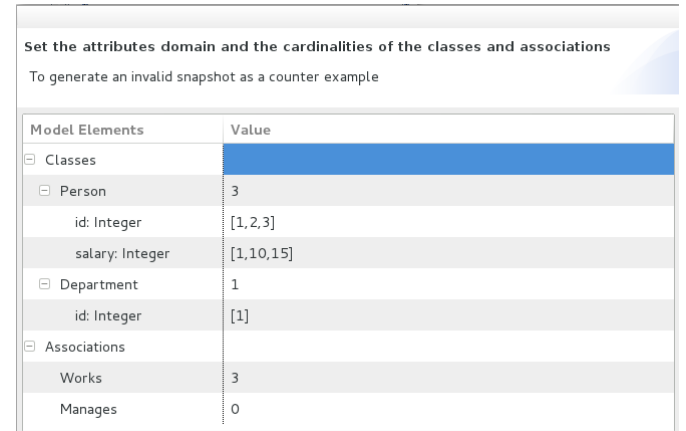 Set the attributes domain and the cardinalities of the classes and associations
To generate an invalid snapshot as a counter example
Model Elements Value
Classes
Person 3
id: Integer [1,2,3]
salary: Integer [1,10,15]
Department 1
id: Integer [1]
Associations
Works 3
Manages 0